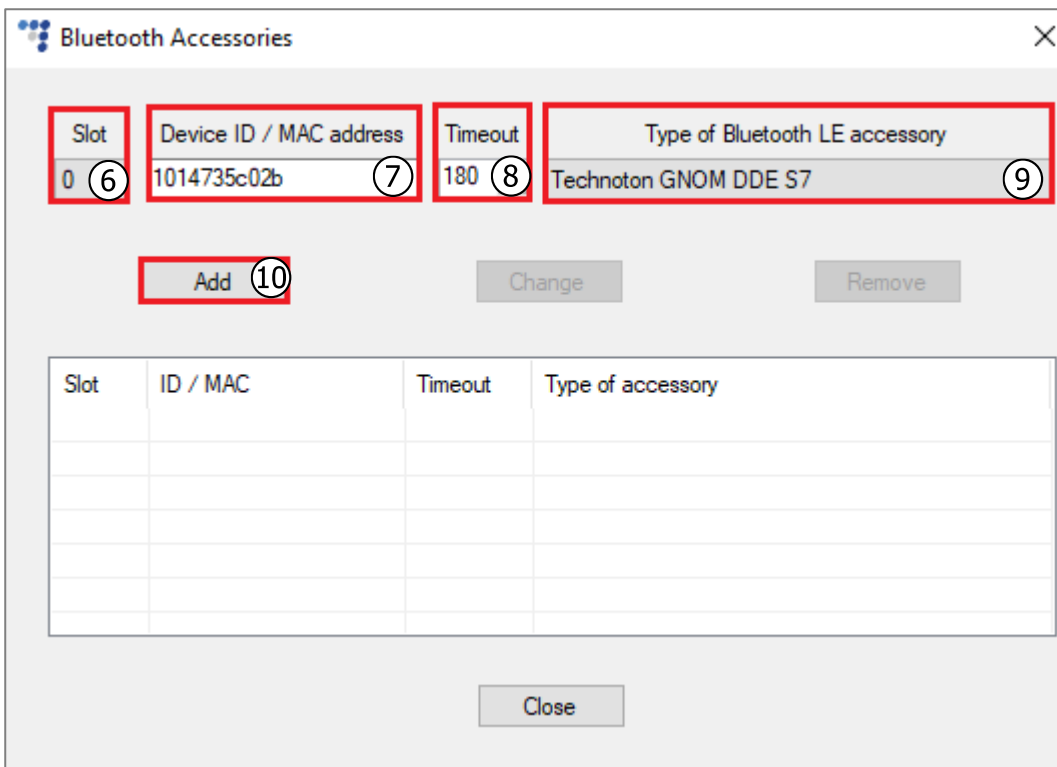 Bluetooth Accessories
Slot Device ID / MAC address Timeout Type of Bluetooth LE accessory
0 6 1014735c02b 7 180 8 Technoton GNOM DDE S7 9
Add 10 Change Remove
Slot ID / MAC Timeout Type of accessory
Close